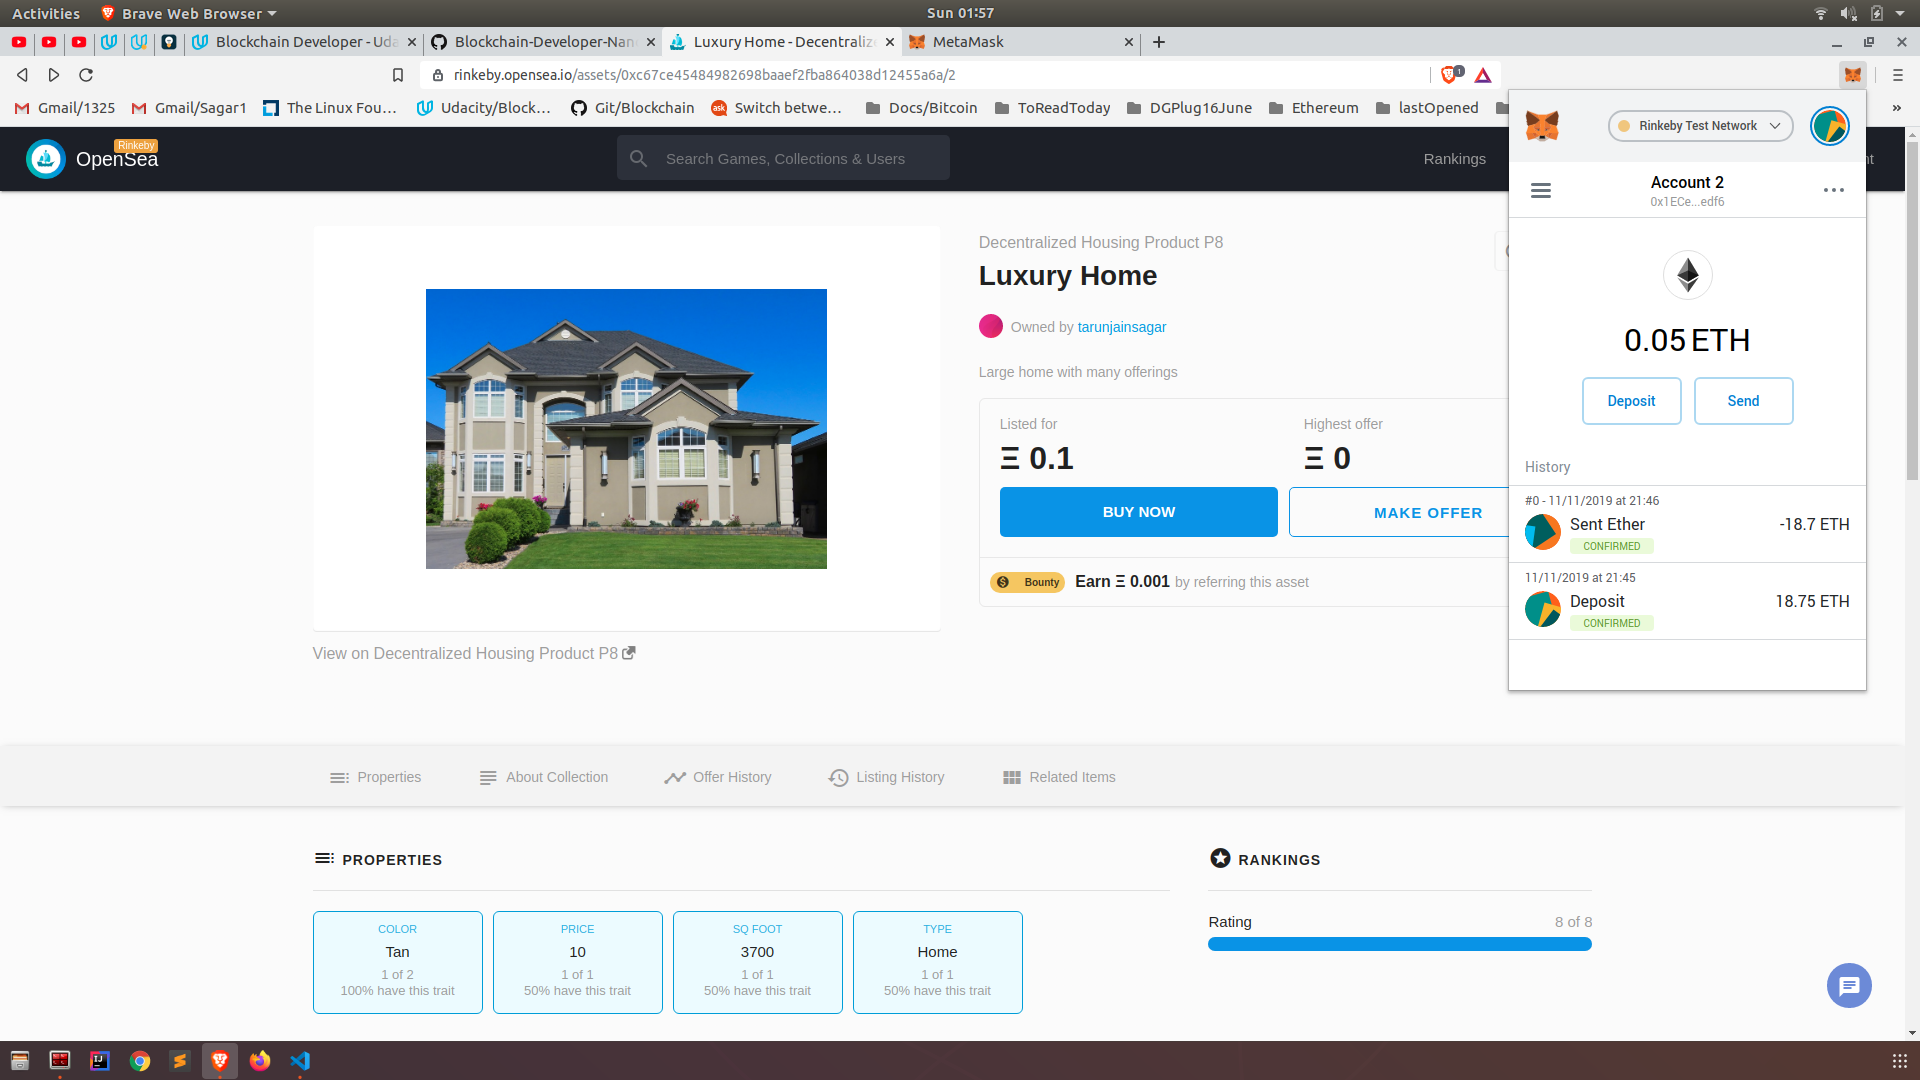 Activities
Brave Web Browser
Sun 01:57
Blockchain Developer - Uda
Blockchain-Developer-Nan
Luxury Home - Decentraliz
MetaMask
rinkeby.opensea.io/assets/0xc67ce45484982698baaef2fba864038d12455a6a/2
1
Gmail/1325
Gmail/Sagar1
The Linux Fou...
Udacity/Block...
Git/Blockchain
ask
Switch betwe...
Docs/Bitcoin
ToReadToday
DGPlug16June
Ethereum
lastOpened
»
Rinkeby
OpenSea
Search Games, Collections & Users
Rankings
nt
Rinkeby Test Network
Account 2
0x1ECe...edf6
0.05 ETH
Deposit
Send
History
#0 - 11/11/2019 at 21:46
Sent Ether
-18.7 ETH
CONFIRMED
11/11/2019 at 21:45
Deposit
18.75 ETH
CONFIRMED
Decentralized Housing Product P8
Luxury Home
Owned by tarunjainsagar
Large home with many offerings
Listed for
Ξ 0.1
BUY NOW
Highest offer
Ξ 0
MAKE OFFER
Bounty
Earn Ξ 0.001 by referring this asset
View on Decentralized Housing Product P8
Properties
About Collection
Offer History
Listing History
Related Items
PROPERTIES
COLOR
Tan
1 of 2
100% have this trait
PRICE
10
1 of 1
50% have this trait
SQ FOOT
3700
1 of 1
50% have this trait
TYPE
Home
1 of 1
50% have this trait
RANKINGS
Rating
8 of 8
IJ